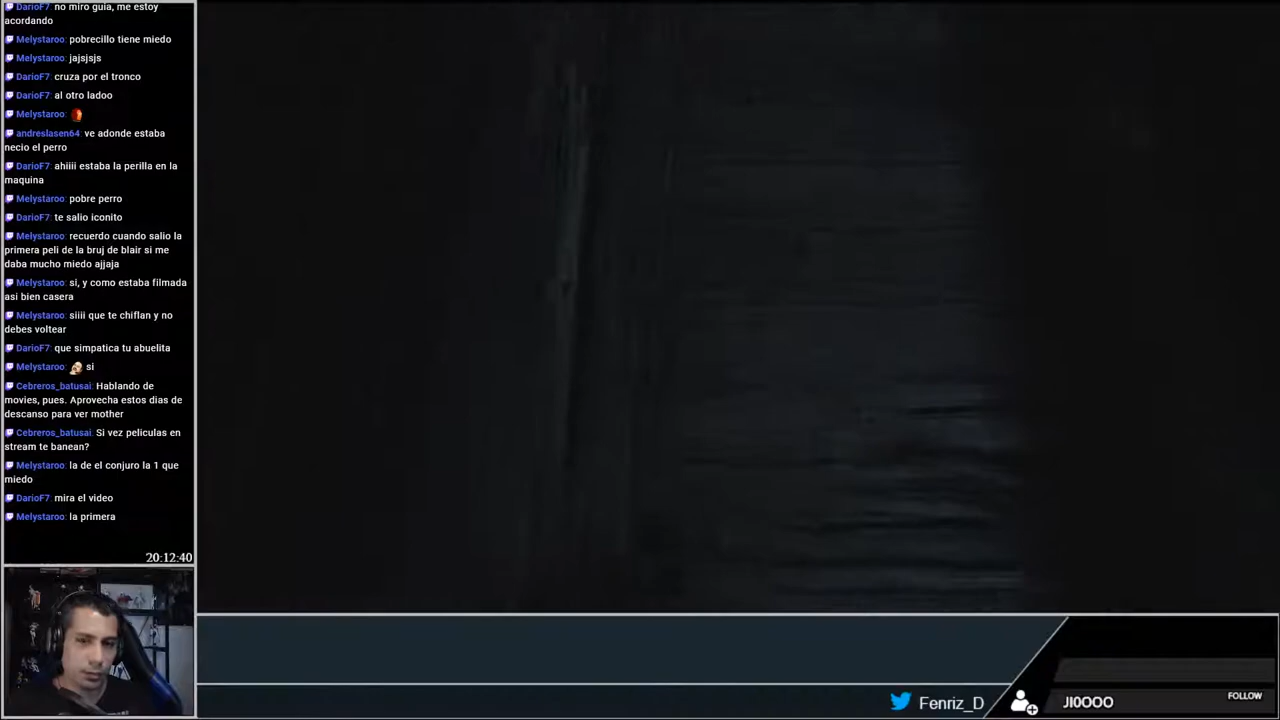 DarioF7: no miro guia, me estoy
acordando
Melystaroo: pobrecillo tiene miedo
Melystaroo: jajsjsjs
DarioF7: cruza por el tronco
DarioF7: al otro ladoo
Melystaroo:
andreslasen64: ve adonde estaba
necio el perro
DarioF7: ahiiii estaba la perilla en la
maquina
Melystaroo: pobre perro
DarioF7: te salio iconito
Melystaroo: recuerdo cuando salio la
primera peli de la bruj de blair si me
daba mucho miedo ajjaja
Melystaroo: si, y como estaba filmada
asi bien casera
Melystaroo: siiii que te chiflan y no
debes voltear
DarioF7: que simpatica tu abuelita
Melystaroo: si
Cebreros_batusai: Hablando de
movies, pues. Aprovecha estos dias de
descanso para ver mother
Cebreros_batusai: Si vez peliculas en
stream te banean?
Melystaroo: la de el conjuro la 1 que
miedo
DarioF7: mira el video
Melystaroo: la primera
20:12:40
Fenriz_D
JI0OOO
FOLLOW